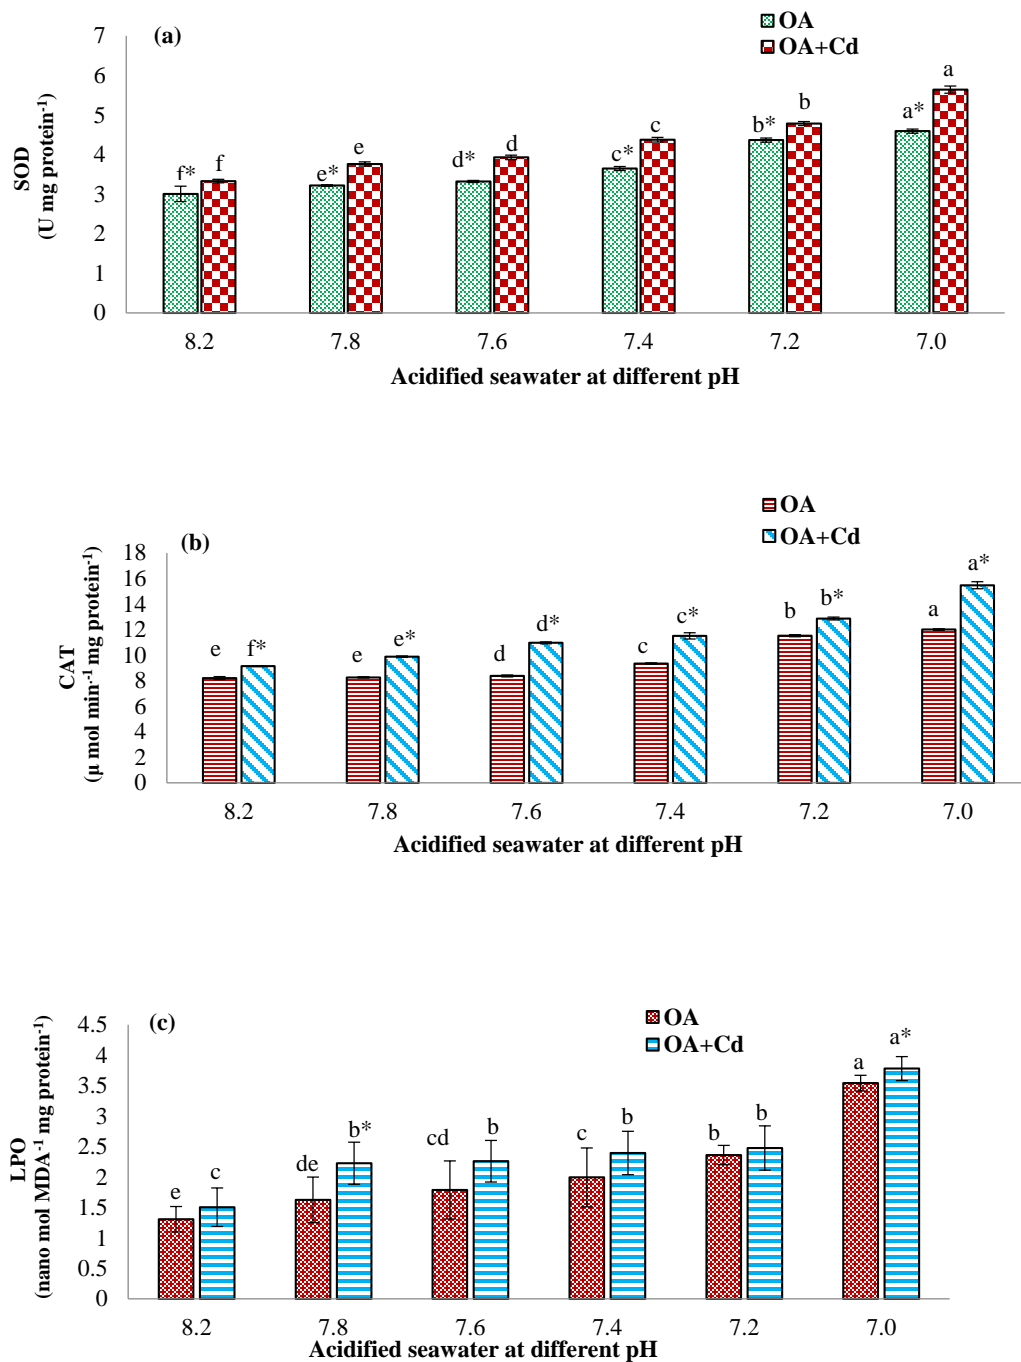 (a)
OA
OA+Cd
7
6
5
4
3
2
1
0
SOD
(U mg protein-1)
f* f e* e d* d c* c b* b a* a
8.2 7.8 7.6 7.4 7.2 7.0
Acidified seawater at different pH
(b)
OA
OA+Cd
18
16
14
12
10
8
6
4
2
0
CAT
(µ mol min-1 mg protein-1)
e f* e e* d d* c c* b b* a a*
8.2 7.8 7.6 7.4 7.2 7.0
Acidified seawater at different pH
(c)
OA
OA+Cd
4.5
4
3.5
3
2.5
2
1.5
1
0.5
0
LPO
(nano mol MDA-1 mg protein-1)
e c de b* cd b c b b b a a*
8.2 7.8 7.6 7.4 7.2 7.0
Acidified seawater at different pH